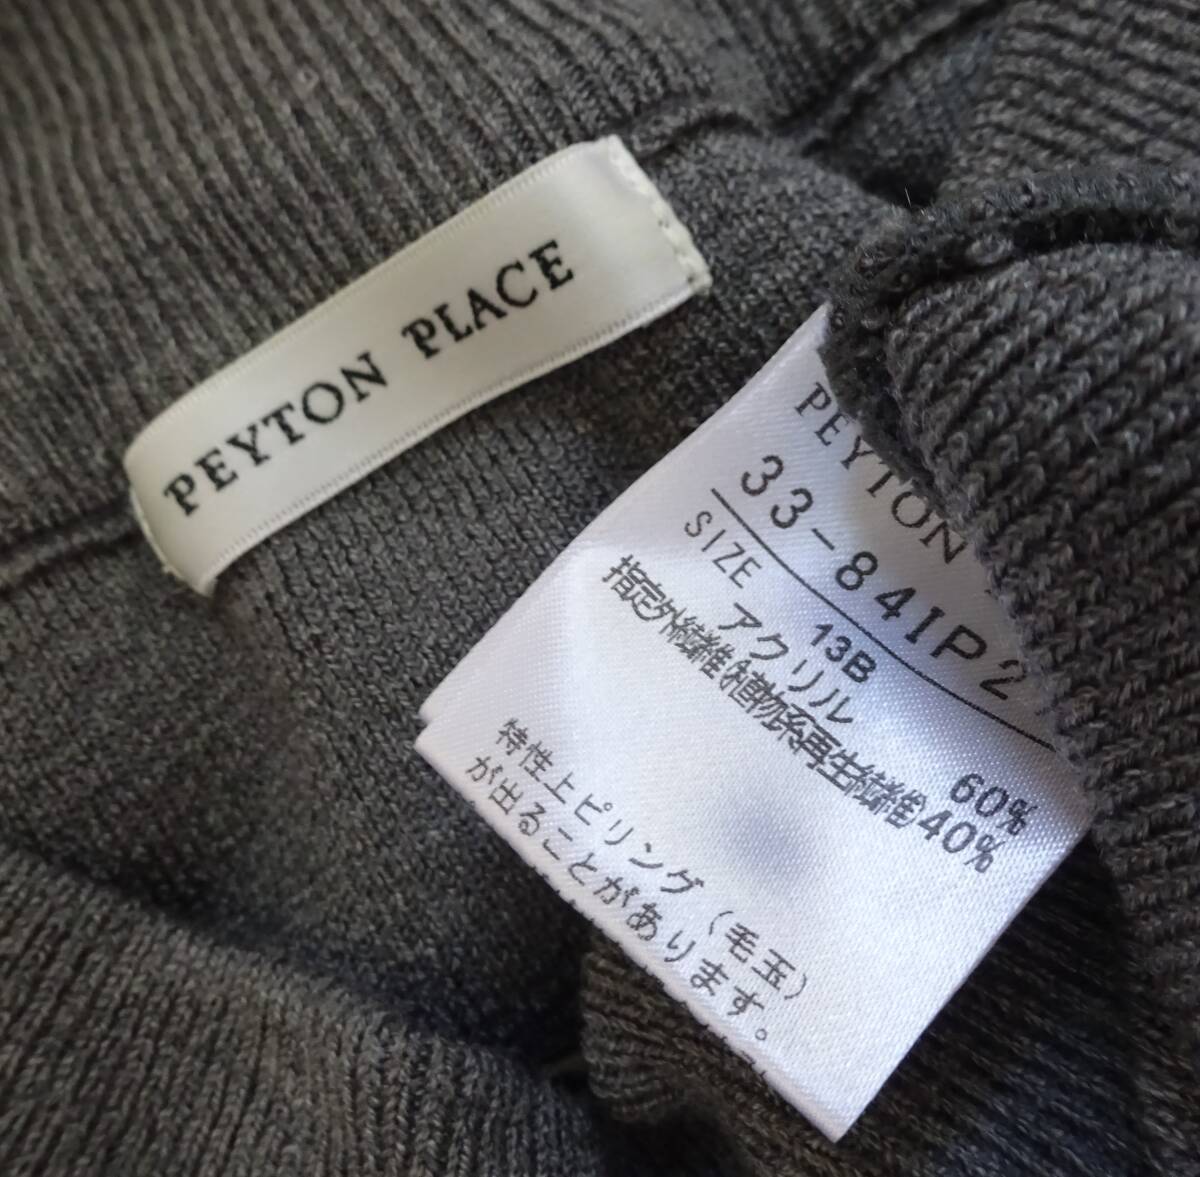 PEYTON PLACE
PEYTON
33-84IP2
SIZE 13B
アクリル 60%
指定外繊維(植物系再生繊維)40%
特性上ピリング(毛玉)
が出ることがあります。